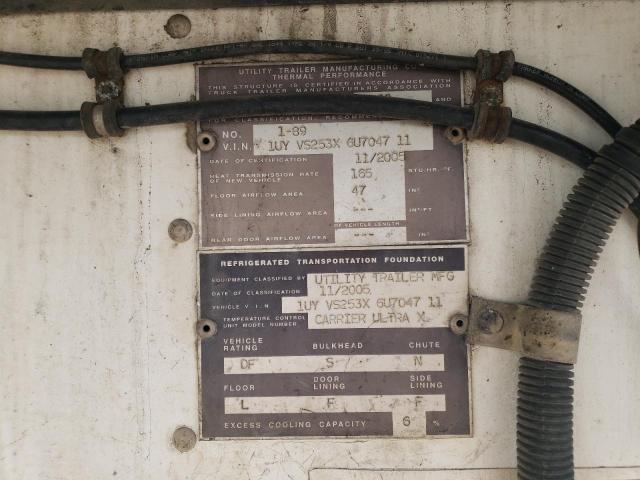 UTILITY TRAILER MANUFACTURING CO
THERMAL PERFORMANCE
THIS STRUCTURE IS CERTIFIED IN ACCORDANCE WITH
TRUCK TRAILER MANUFACTURERS ASSOCIATION
AND
CLASSIFICATION,
NO. 1-89
V.I.N. 1UY VS253X 6U7047 11
DATE OF CERTIFICATION 11/2005
HEAT TRANSMISSION RATE
OF NEW VEHICLE 165 BTU/HR-°F.
FLOOR AIRFLOW AREA 47 IN²
SIDE LINING AIRFLOW AREA --- IN²/FT
OF VEHICLE LENGTH
REAR DOOR AIRFLOW AREA --- IN²
REFRIGERATED TRANSPORTATION FOUNDATION
EQUIPMENT CLASSIFIED BY UTILITY TRAILER MFG
DATE OF CLASSIFICATION 11/2005
VEHICLE V.I.N 1UY VS253X 6U7047 11
TEMPERATURE CONTROL
UNIT MODEL NUMBER CARRIER ULTRA X
VEHICLE
RATING BULKHEAD CHUTE
DF S N
FLOOR DOOR LINING SIDE LINING
L F F
EXCESS COOLING CAPACITY 6 %